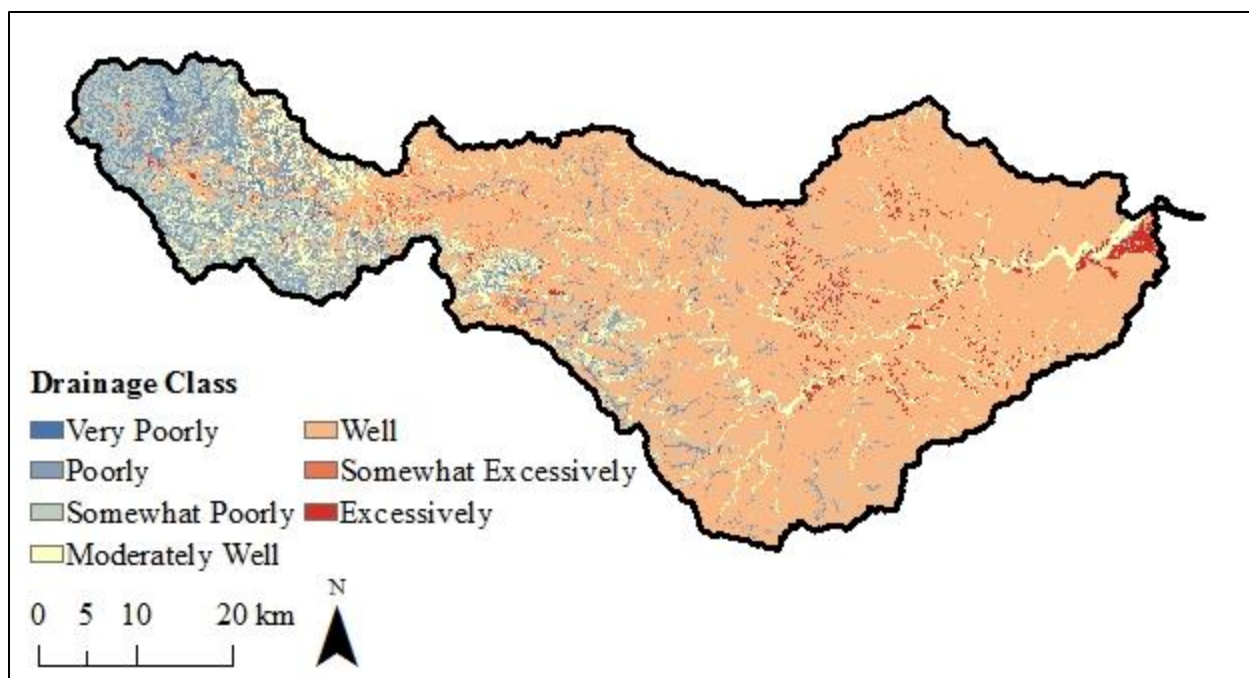 Drainage Class
Very Poorly
Poorly
Somewhat Poorly
Moderately Well
Well
Somewhat Excessively
Excessively
0 5 10 20 km
N